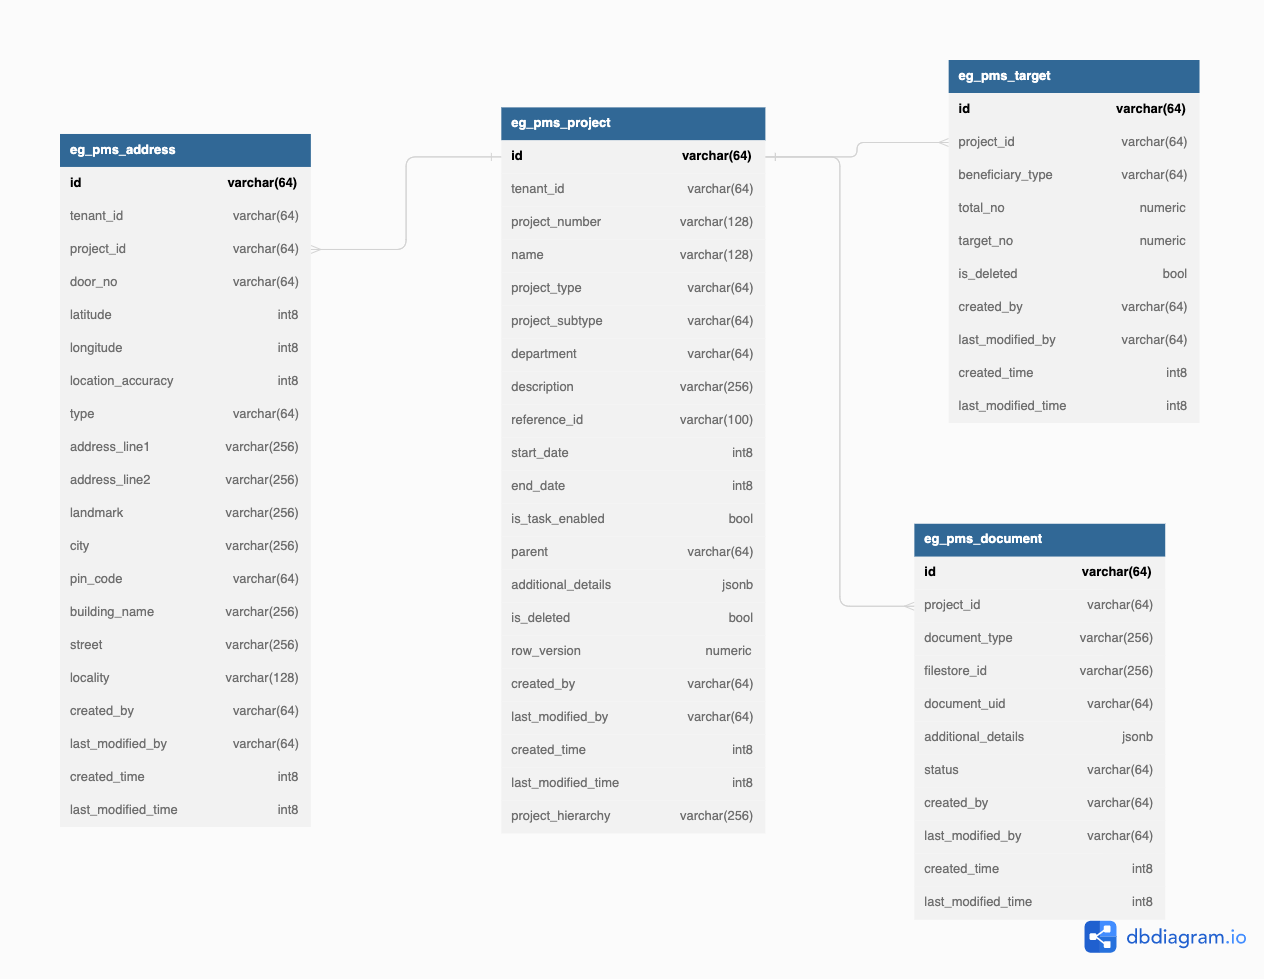 eg_pms_address
id varchar(64)
tenant_id varchar(64)
project_id varchar(64)
door_no varchar(64)
latitude int8
longitude int8
location_accuracy int8
type varchar(64)
address_line1 varchar(256)
address_line2 varchar(256)
landmark varchar(256)
city varchar(256)
pin_code varchar(64)
building_name varchar(256)
street varchar(256)
locality varchar(128)
created_by varchar(64)
last_modified_by varchar(64)
created_time int8
last_modified_time int8
eg_pms_project
id varchar(64)
tenant_id varchar(64)
project_number varchar(128)
name varchar(128)
project_type varchar(64)
project_subtype varchar(64)
department varchar(64)
description varchar(256)
reference_id varchar(100)
start_date int8
end_date int8
is_task_enabled bool
parent varchar(64)
additional_details jsonb
is_deleted bool
row_version numeric
created_by varchar(64)
last_modified_by varchar(64)
created_time int8
last_modified_time int8
project_hierarchy varchar(256)
eg_pms_target
id varchar(64)
project_id varchar(64)
beneficiary_type varchar(64)
total_no numeric
target_no numeric
is_deleted bool
created_by varchar(64)
last_modified_by varchar(64)
created_time int8
last_modified_time int8
eg_pms_document
id varchar(64)
project_id varchar(64)
document_type varchar(256)
filestore_id varchar(256)
document_uid varchar(64)
additional_details jsonb
status varchar(64)
created_by varchar(64)
last_modified_by varchar(64)
created_time int8
last_modified_time int8
dbdiagram.io